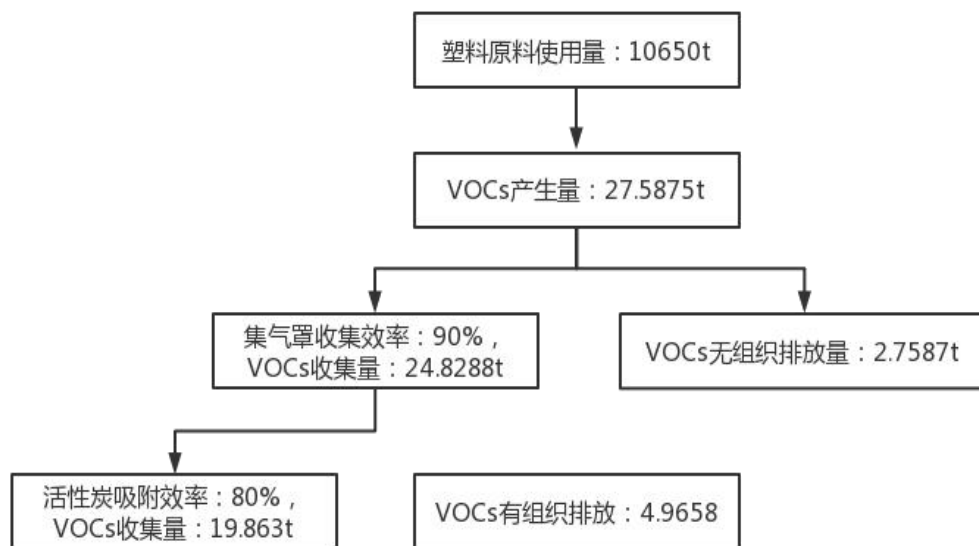 塑料原料使用量：10650t
VOCs产生量：27.5875t
集气罩收集效率：90%，
VOCs收集量：24.8288t
VOCs无组织排放量：2.7587t
活性炭吸附效率：80%，
VOCs收集量：19.863t
VOCs有组织排放：4.9658